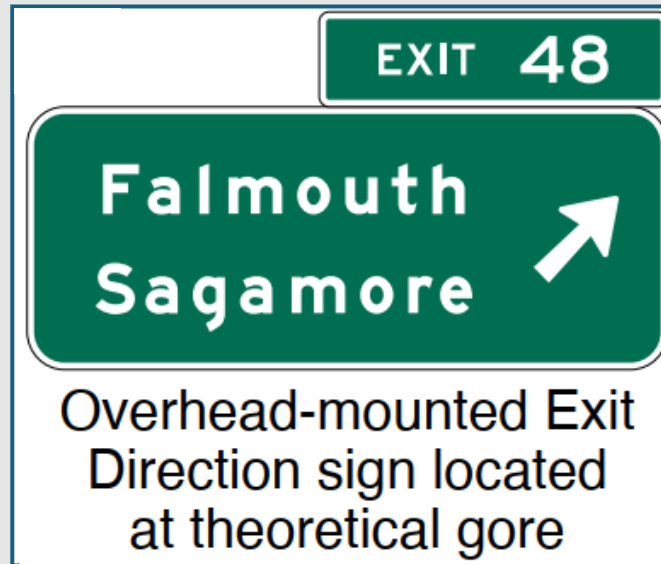 EXIT 48
Falmouth
Sagamore
Overhead-mounted Exit
Direction sign located
at theoretical gore